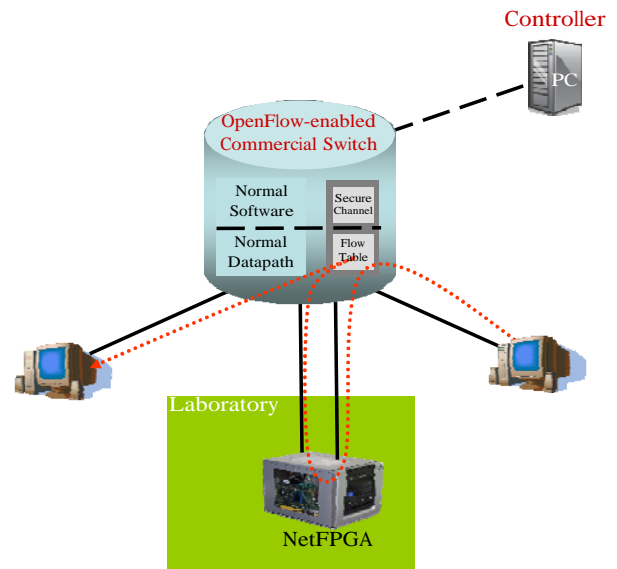 Controller
PC
OpenFlow-enabled
Commercial Switch
Normal
Software
Secure
Channel
Normal
Datapath
Flow
Table
Laboratory
NetFPGA